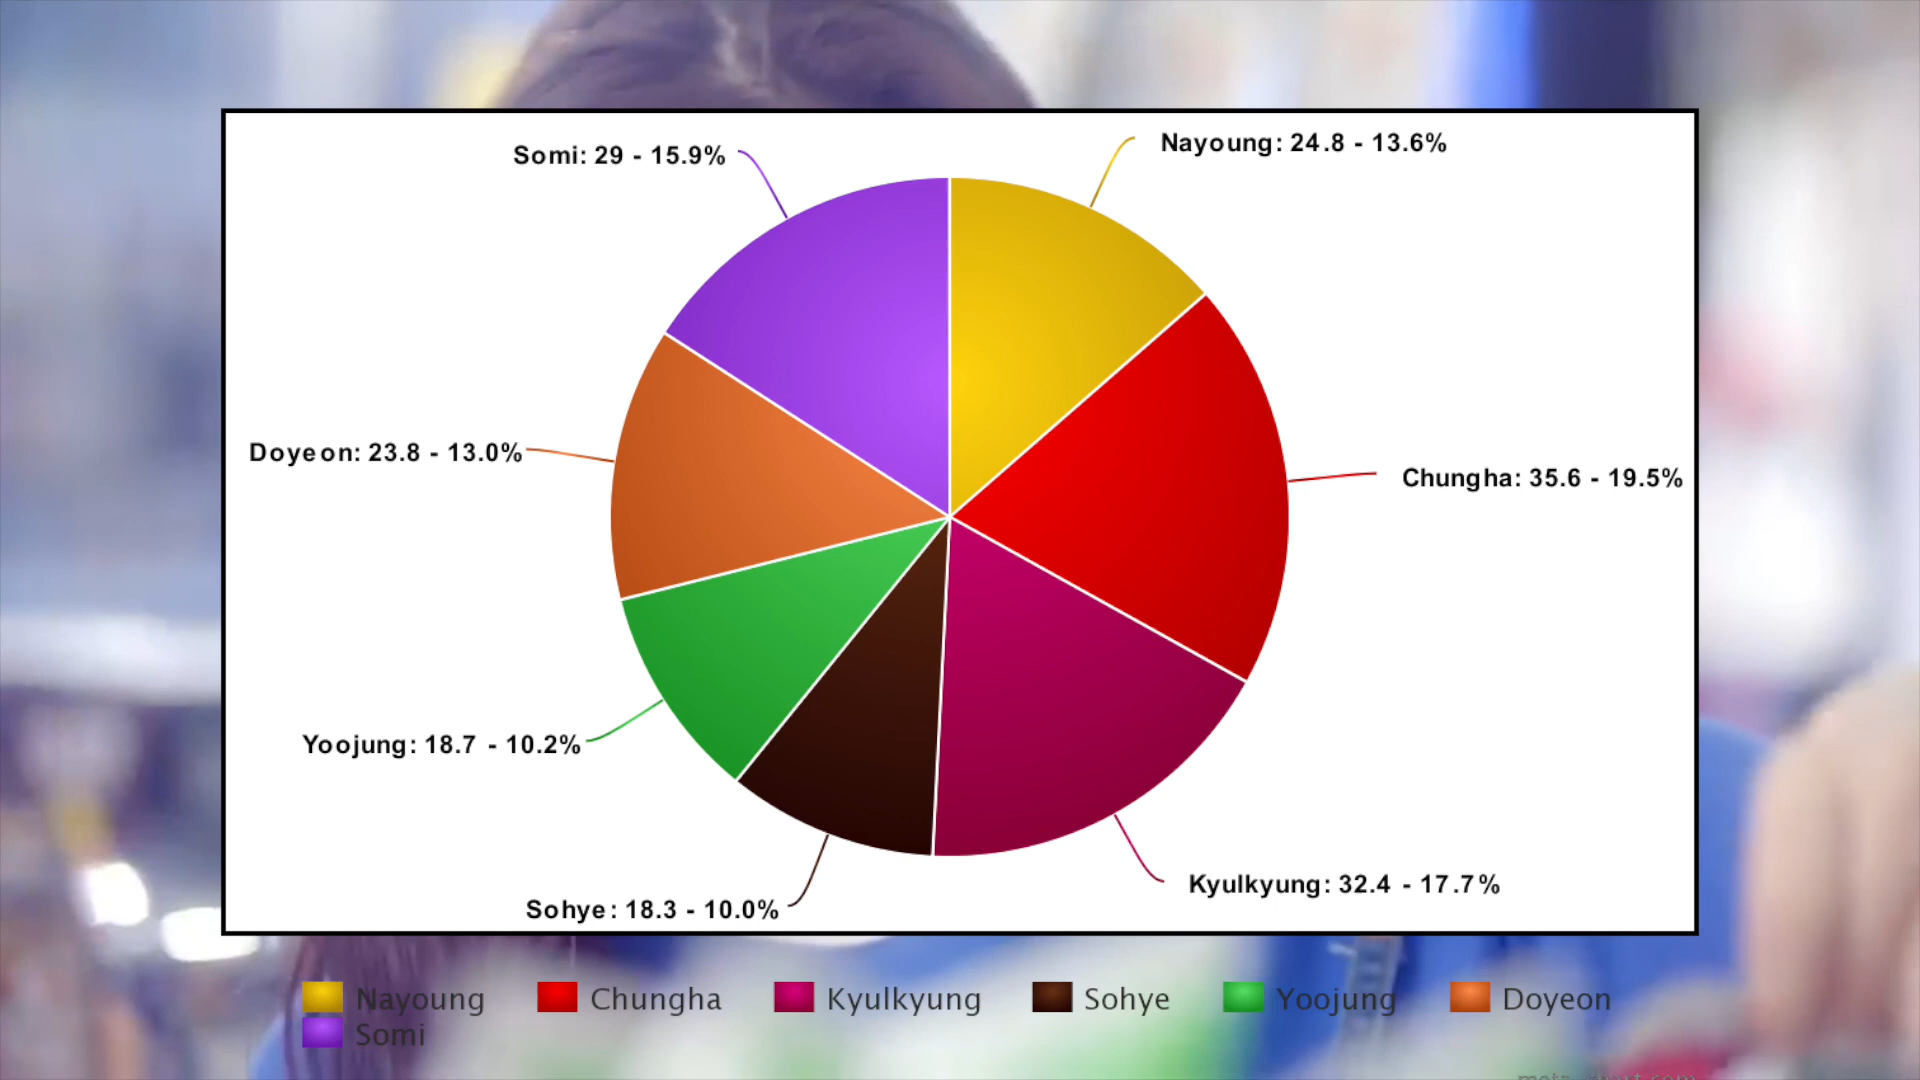 Somi: 29 - 15.9%
Nayoung: 24.8 - 13.6%
Doyeon: 23.8 - 13.0%
Chungha: 35.6 - 19.5%
Yoojung: 18.7 - 10.2%
Kyulkyung: 32.4 - 17.7%
Sohye: 18.3 - 10.0%
Nayoung Chungha Kyulkyung Sohye Yoojung Doyeon
Somi